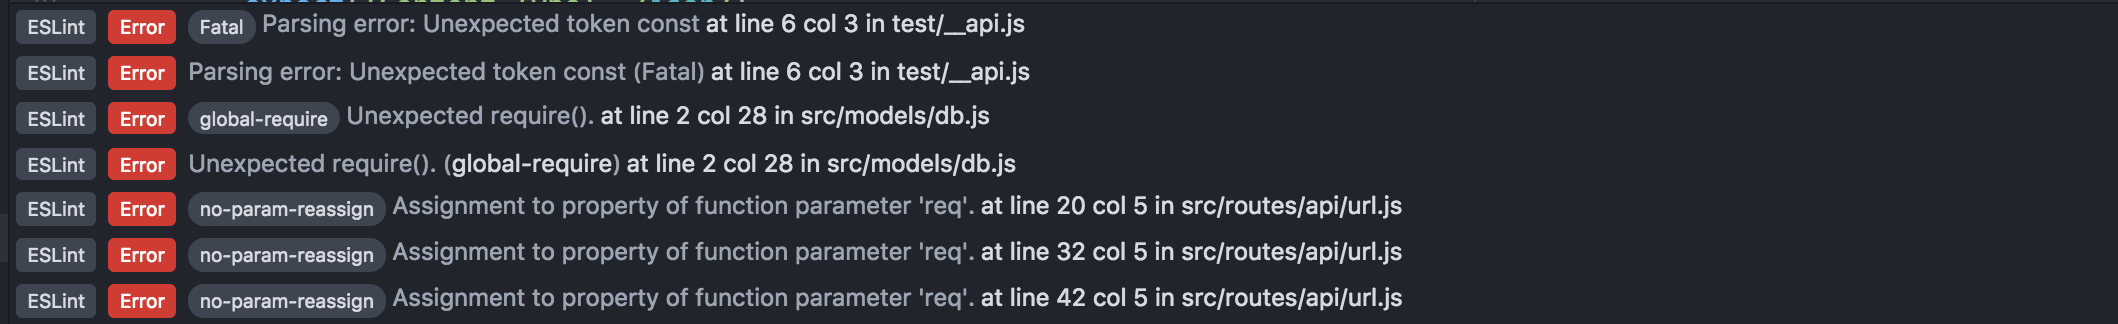 ESLint Error Fatal Parsing error: Unexpected token const at line 6 col 3 in test/__api.js
ESLint Error Parsing error: Unexpected token const (Fatal) at line 6 col 3 in test/__api.js
ESLint Error global-require Unexpected require(). at line 2 col 28 in src/models/db.js
ESLint Error Unexpected require(). (global-require) at line 2 col 28 in src/models/db.js
ESLint Error no-param-reassign Assignment to property of function parameter 'req'. at line 20 col 5 in src/routes/api/url.js
ESLint Error no-param-reassign Assignment to property of function parameter 'req'. at line 32 col 5 in src/routes/api/url.js
ESLint Error no-param-reassign Assignment to property of function parameter 'req'. at line 42 col 5 in src/routes/api/url.js